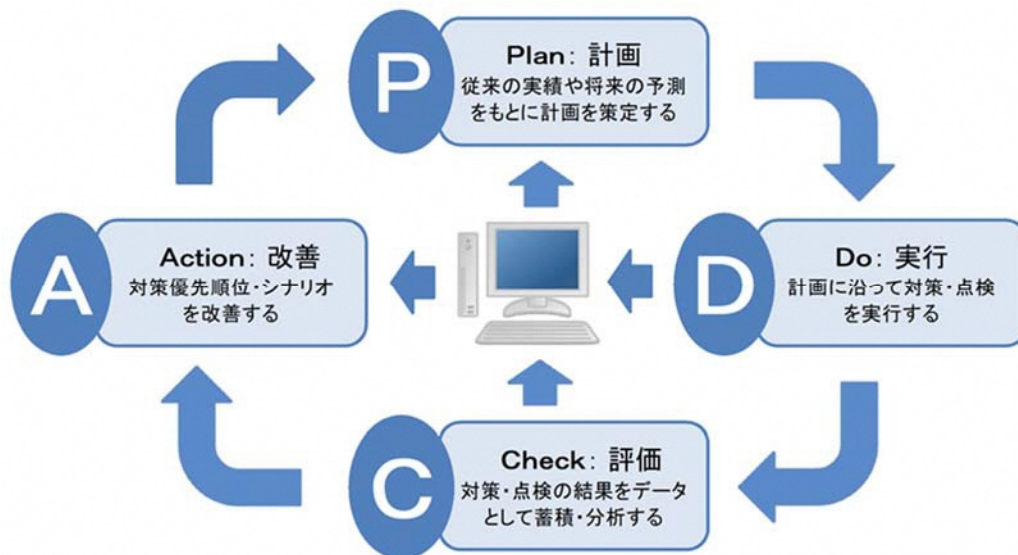 P
Plan: 計画
従来の実績や将来の予測
をもとに計画を策定する
A
Action: 改善
対策優先順位・シナリオ
を改善する
D
Do: 実行
計画に沿って対策・点検
を実行する
C
Check: 評価
対策・点検の結果をデータ
として蓄積・分析する